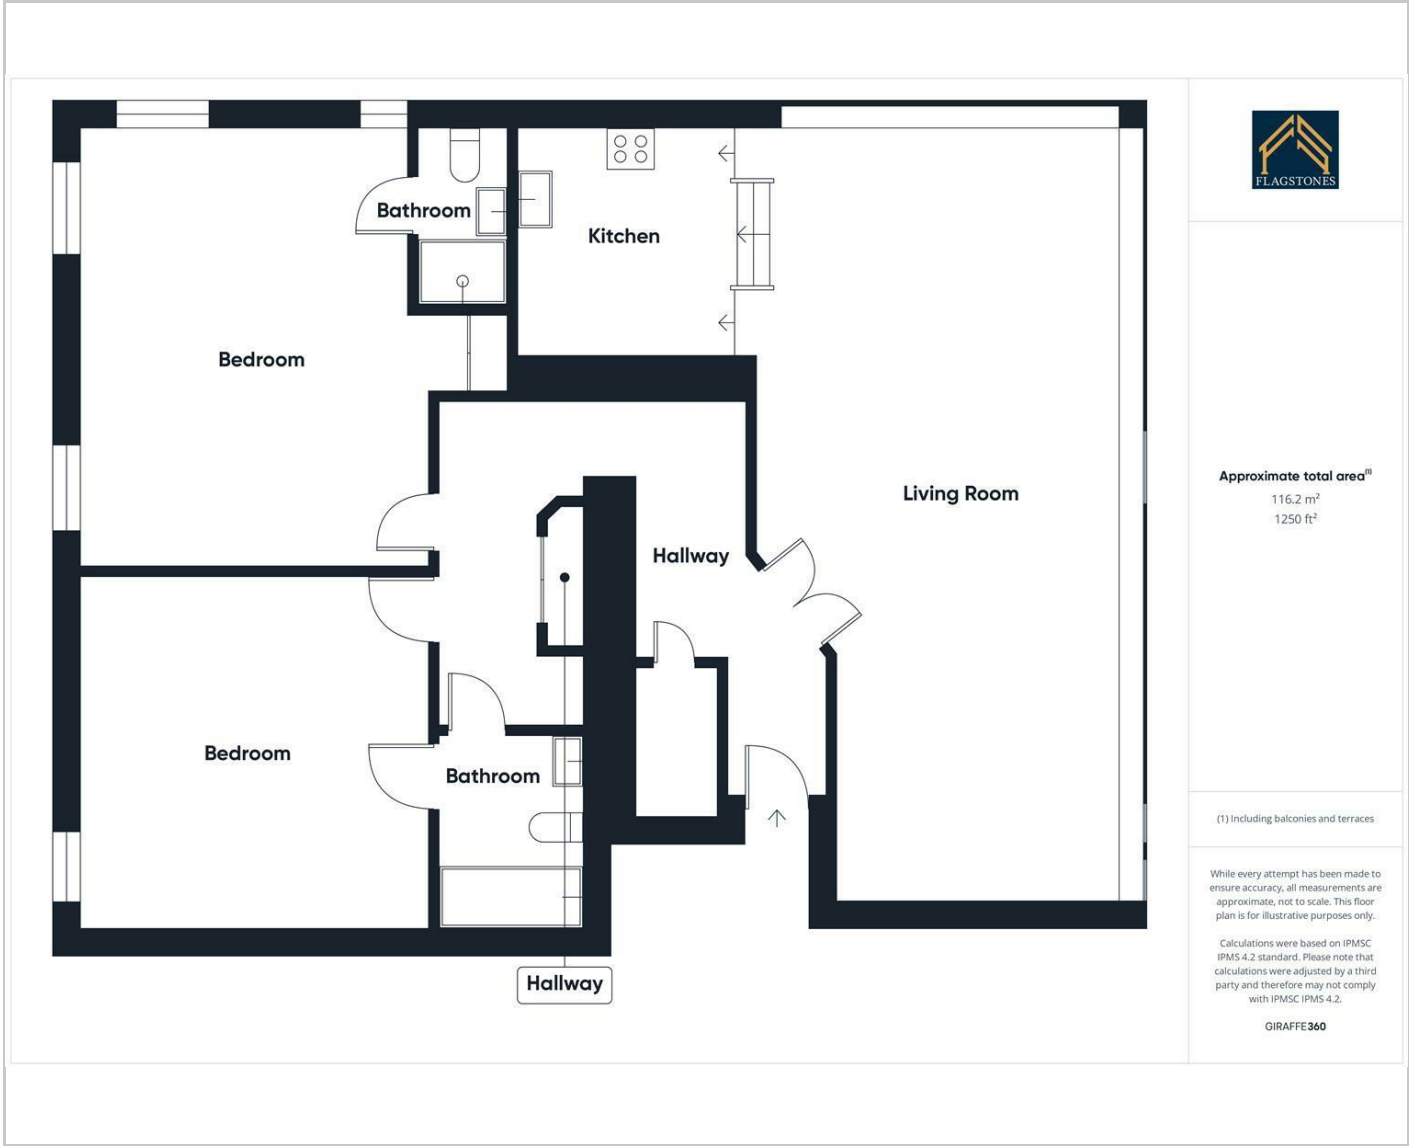 Bathroom
Kitchen
Bedroom
Living Room
Hallway
Bedroom
Bathroom
Hallway
FLAGSTONES
Approximate total area(1)
116.2 m²
1250 ft²
(1) Including balconies and terraces
While every attempt has been made to
ensure accuracy, all measurements are
approximate, not to scale. This floor
plan is for illustrative purposes only.
Calculations were based on IPMSC
IPMS 4.2 standard. Please note that
calculations were adjusted by a third
party and therefore may not comply
with IPMSC IPMS 4.2.
GIRAFFE360